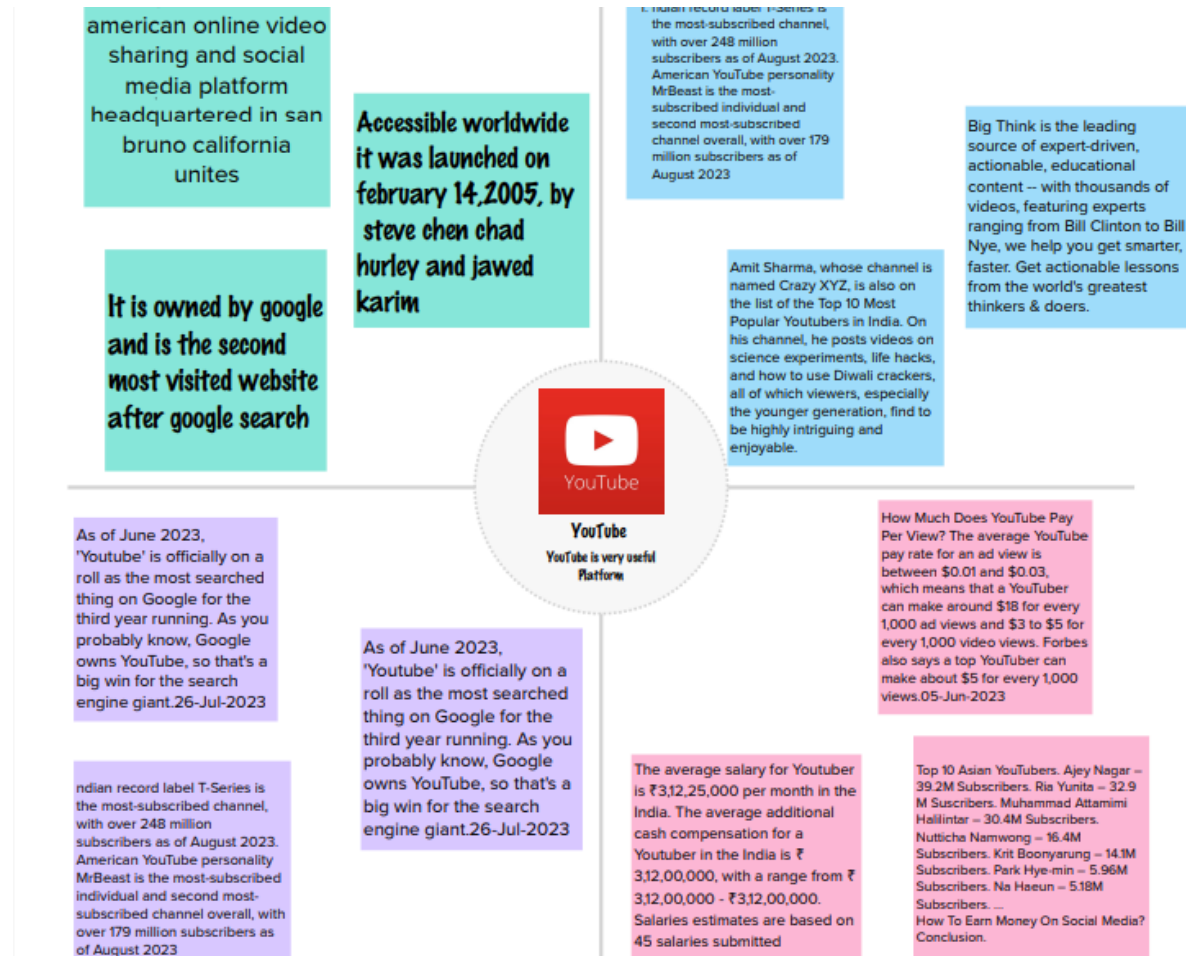 american online video
sharing and social
media platform
headquartered in san
bruno california
unites
Accessible worldwide
it was launched on
february 14,2005, by
steve chen chad
hurley and jawed
karim
It is owned by google
and is the second
most visited website
after google search
ndian record label T-Series is
the most-subscribed channel,
with over 248 million
subscribers as of August 2023.
American YouTube personality
MrBeast is the most-
subscribed individual and
second most-subscribed
channel overall, with over 179
million subscribers as of
August 2023
Big Think is the leading
source of expert-driven,
actionable, educational
content -- with thousands of
videos, featuring experts
ranging from Bill Clinton to Bill
Nye, we help you get smarter,
faster. Get actionable lessons
from the world's greatest
thinkers & doers.
Amit Sharma, whose channel is
named Crazy XYZ, is also on
the list of the Top 10 Most
Popular Youtubers in India. On
his channel, he posts videos on
science experiments, life hacks,
and how to use Diwali crackers,
all of which viewers, especially
the younger generation, find to
be highly intriguing and
enjoyable.
YouTube
YouTube
YouTube is very useful
Platform
As of June 2023,
'Youtube' is officially on a
roll as the most searched
thing on Google for the
third year running. As you
probably know, Google
owns YouTube, so that's a
big win for the search
engine giant.26-Jul-2023
As of June 2023,
'Youtube' is officially on a
roll as the most searched
thing on Google for the
third year running. As you
probably know, Google
owns YouTube, so that's a
big win for the search
engine giant.26-Jul-2023
ndian record label T-Series is
the most-subscribed channel,
with over 248 million
subscribers as of August 2023.
American YouTube personality
MrBeast is the most-subscribed
individual and second most-
subscribed channel overall, with
over 179 million subscribers as
of August 2023
How Much Does YouTube Pay
Per View? The average YouTube
pay rate for an ad view is
between $0.01 and $0.03,
which means that a YouTuber
can make around $18 for every
1,000 ad views and $3 to $5 for
every 1,000 video views. Forbes
also says a top YouTuber can
make about $5 for every 1,000
views.05-Jun-2023
The average salary for Youtuber
is ₹3,12,25,000 per month in the
India. The average additional
cash compensation for a
Youtuber in the India is ₹
3,12,00,000, with a range from ₹
3,12,00,000 - ₹3,12,00,000.
Salaries estimates are based on
45 salaries submitted
Top 10 Asian YouTubers. Ajey Nagar –
39.2M Subscribers. Ria Yunita – 32.9
M Suscribers. Muhammad Attamimi
Halilintar – 30.4M Subscribers.
Nutticha Namwong – 16.4M
Subscribers. Krit Boonyarung – 14.1M
Subscribers. Park Hye-min – 5.96M
Subscribers. Na Haeun – 5.18M
Subscribers. ...
How To Earn Money On Social Media?
Conclusion.